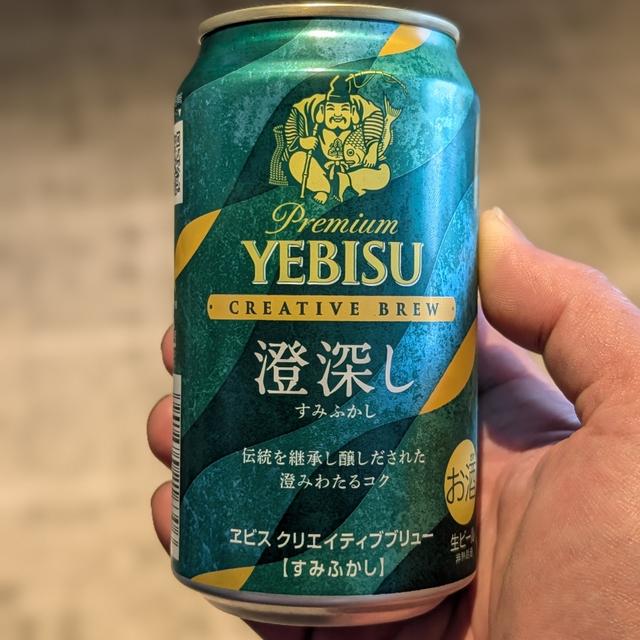 Premium
YEBISU
CREATIVE BREW
澄深し
すみふかし
伝統を継承し醸しだされた
澄みわたるコク
お酒
生ビール
ヱビス クリエイティブブリュー
【すみふかし】